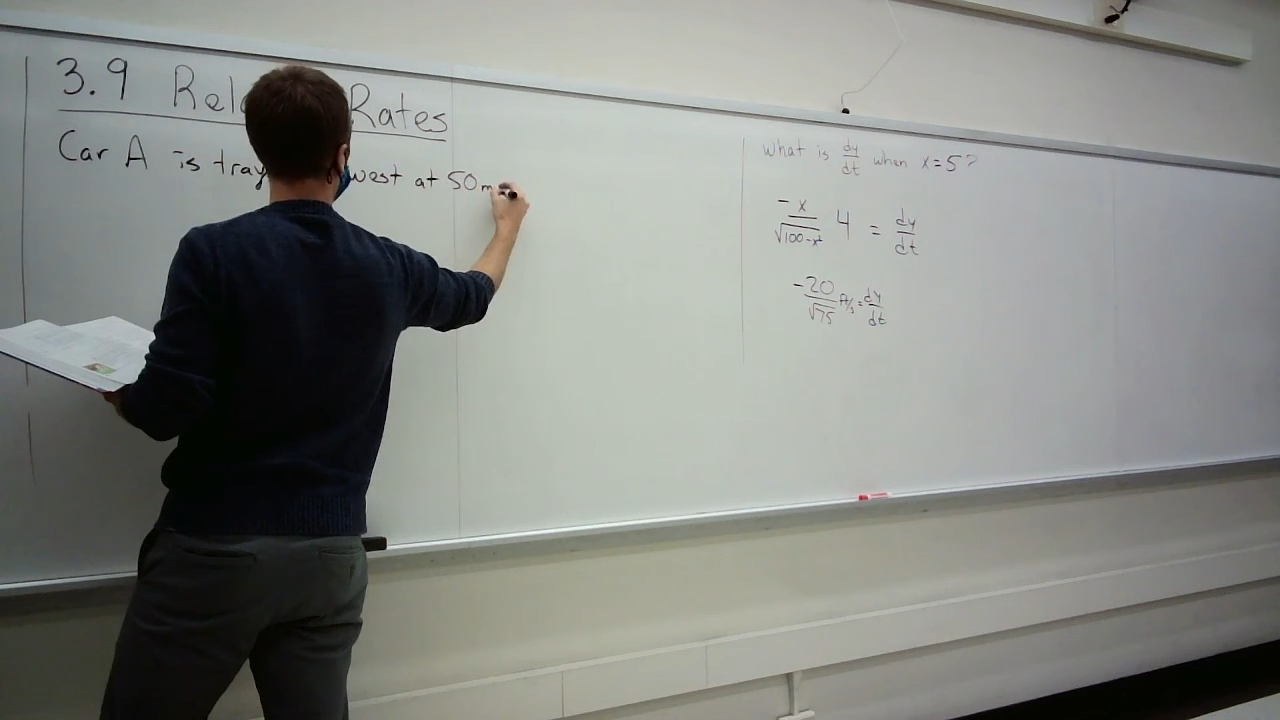 3.9 Rel Rates
Car A is trav west at 50 m
what is dy/dt when x=5?
-x/√100-x² 4 = dy/dt
-20/√75 ft/s = dy/dt